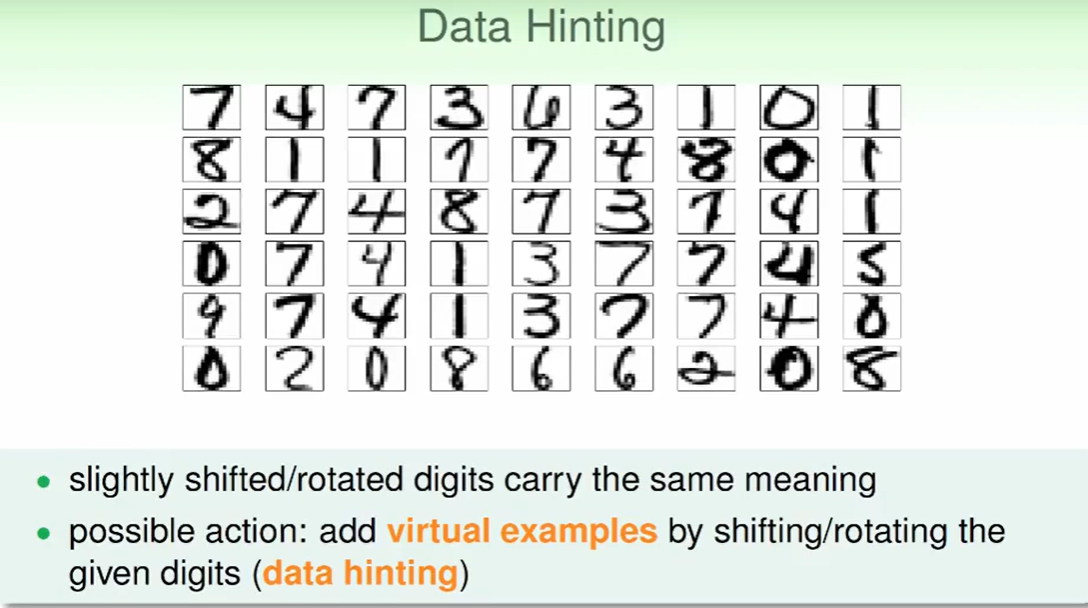 Data Hinting
7 4 7 3 6 3 1 0 1
8 1 1 7 7 4 8 0 1
2 7 4 8 7 3 7 4 1
0 7 4 1 3 7 7 4 5
9 7 4 1 3 7 7 4 0
0 2 0 8 6 6 2 0 8
• slightly shifted/rotated digits carry the same meaning
• possible action: add virtual examples by shifting/rotating the
given digits (data hinting)